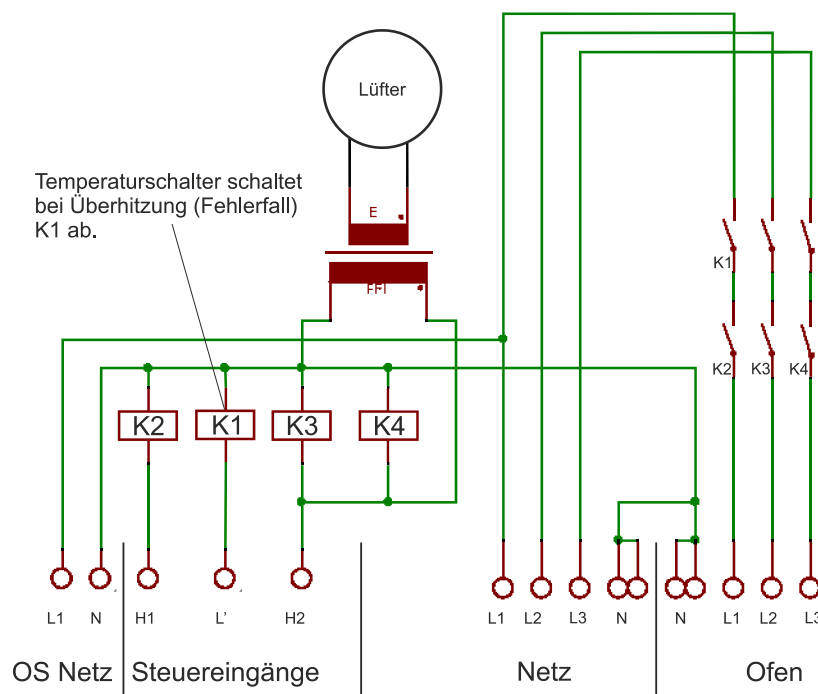 Lüfter
Temperaturschalter schaltet
bei Überhitzung (Fehlerfall)
K1 ab.
E
K1
K2 K3 K4
K2 K1 K3 K4
L1 N H1 L' H2 L1 L2 L3 N N L1 L2 L3
OS Netz Steuereingänge Netz Ofen